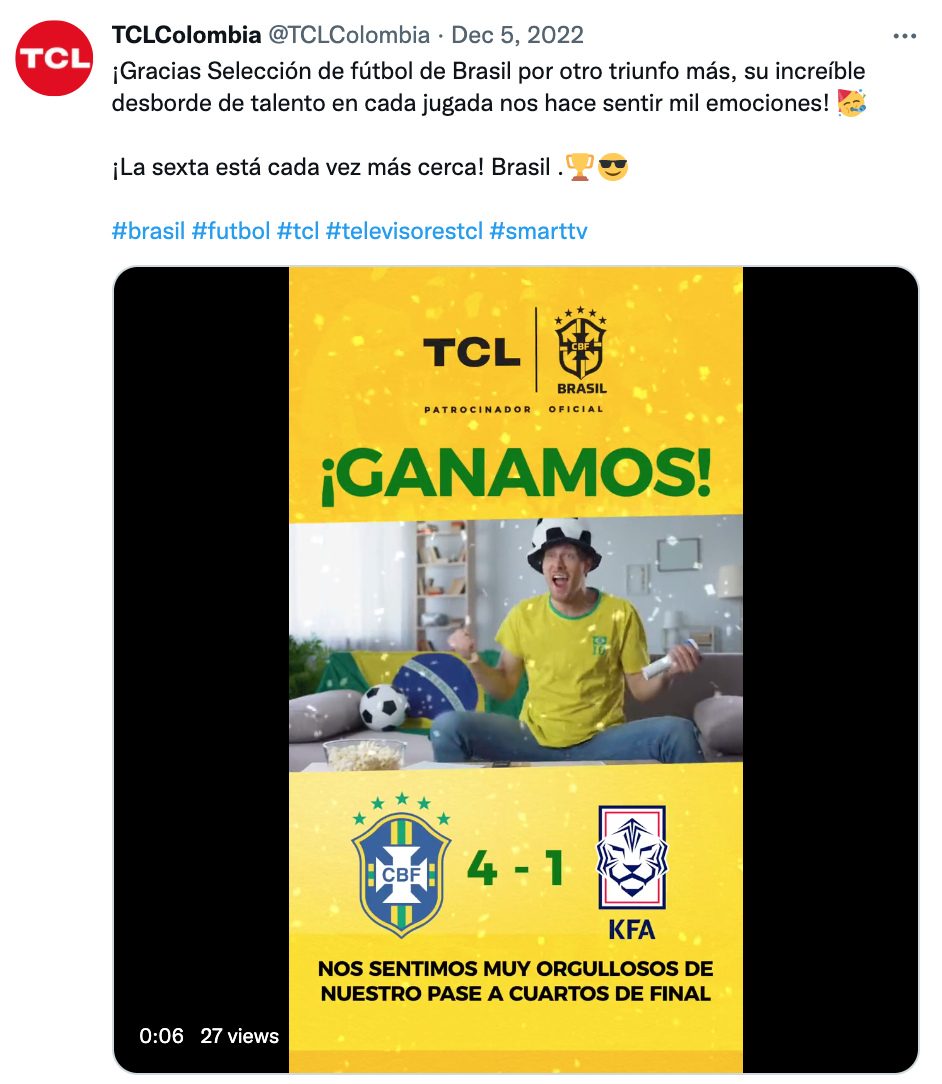 TCL
TCLColombia @TCLColombia · Dec 5, 2022
¡Gracias Selección de fútbol de Brasil por otro triunfo más, su increíble
desborde de talento en cada jugada nos hace sentir mil emociones! 🥳
¡La sexta está cada vez más cerca! Brasil .🏆😎
#brasil #futbol #tcl #televisorestcl #smarttv
TCL
CBF
BRASIL
PATROCINADOR OFICIAL
¡GANAMOS!
CBF
4 - 1
KFA
NOS SENTIMOS MUY ORGULLOSOS DE
NUESTRO PASE A CUARTOS DE FINAL
0:06 27 views